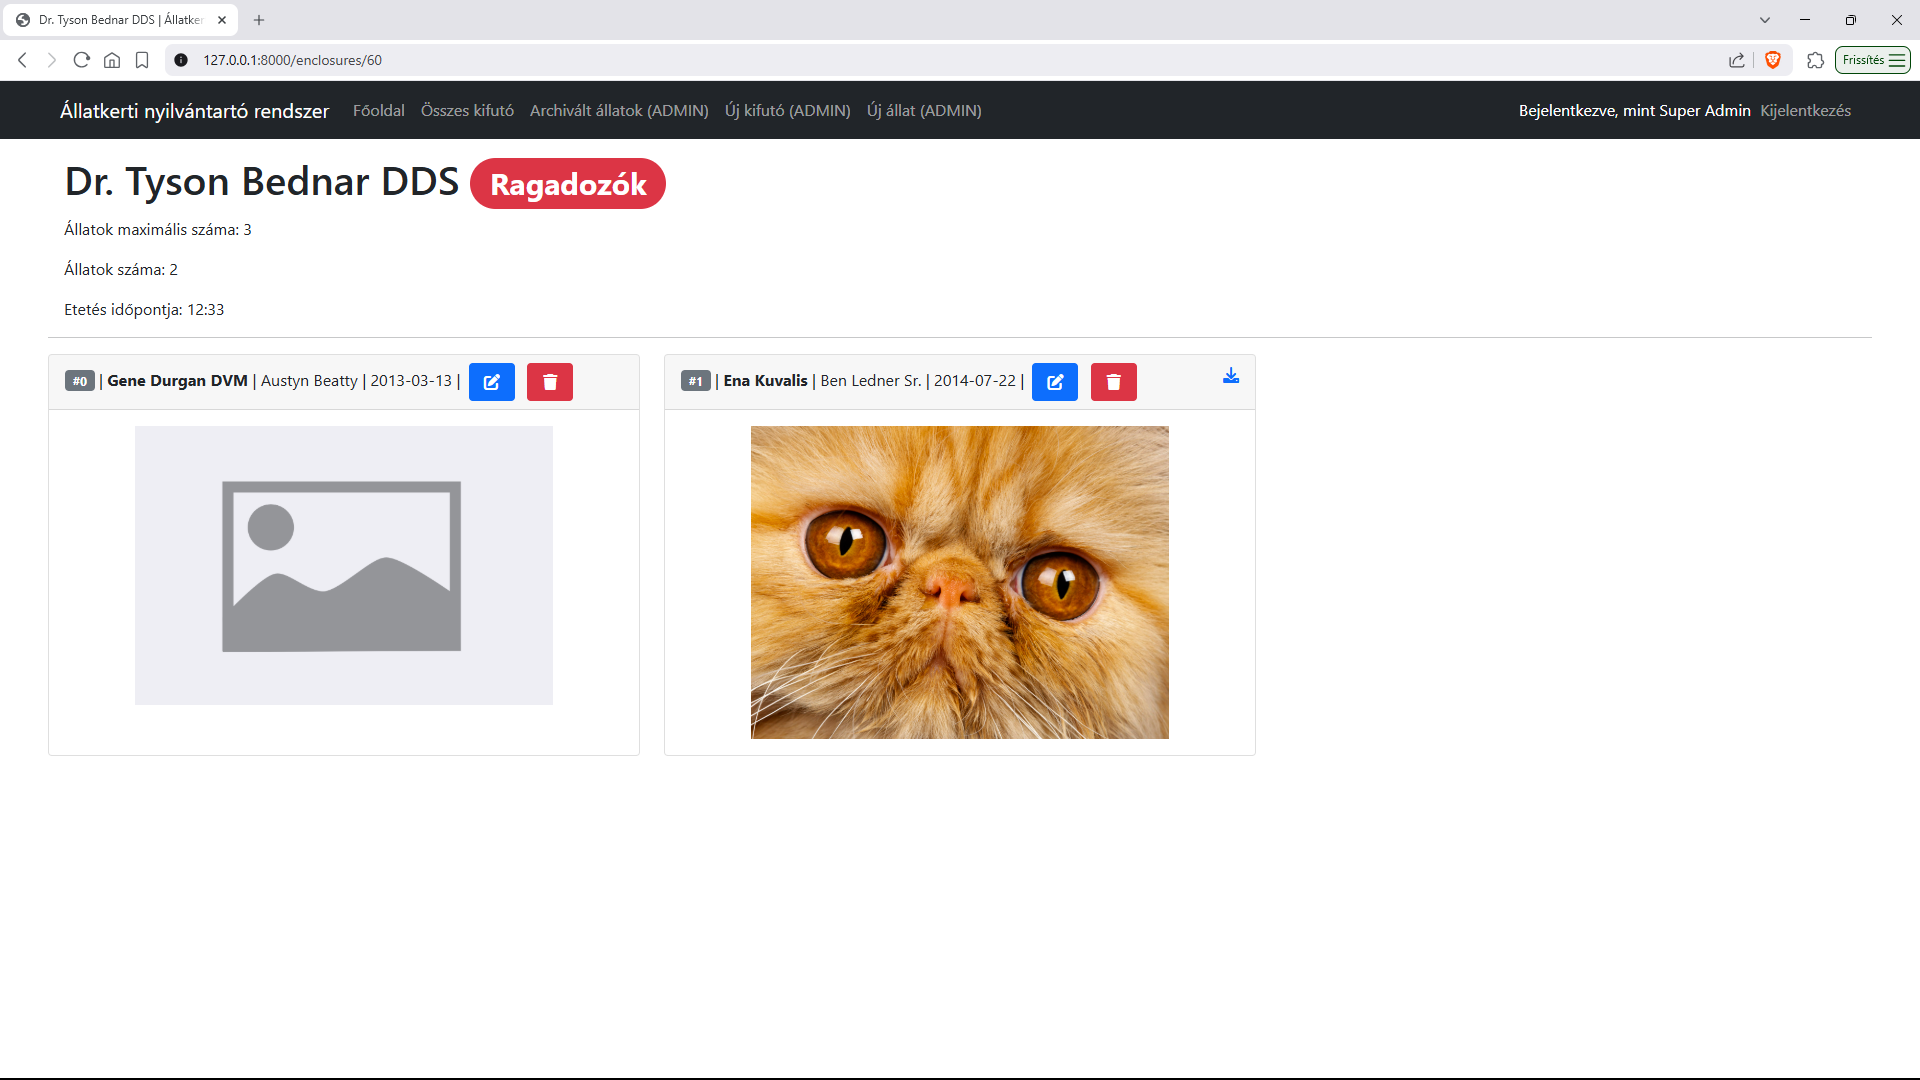 Dr. Tyson Bednar DDS | Állatker
127.0.0.1:8000/enclosures/60
Frissítés
Állatkerti nyilvántartó rendszer Főoldal Összes kifutó Archivált állatok (ADMIN) Új kifutó (ADMIN) Új állat (ADMIN) Bejelentkezve, mint Super Admin Kijelentkezés
Dr. Tyson Bednar DDS Ragadozók
Állatok maximális száma: 3
Állatok száma: 2
Etetés időpontja: 12:33
#0 | Gene Durgan DVM | Austyn Beatty | 2013-03-13 |
#1 | Ena Kuvalis | Ben Ledner Sr. | 2014-07-22 |